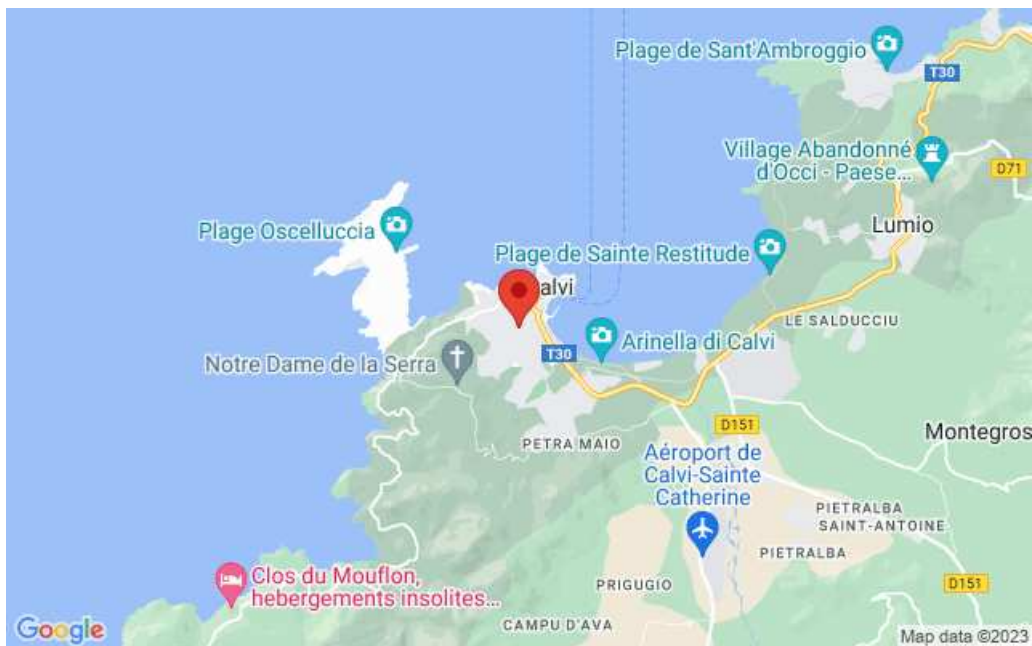 Plage de Sant'Ambroggio
T30
Village Abandonné
d'Occi - Paese...
D71
Plage Oscelluccia
Lumio
Plage de Sainte Restitude
alvi
LE SALDUCCIU
Arinella di Calvi
T30
Notre Dame de la Serra
D151
Montegros
PETRA MAIO
Aéroport de
Calvi-Sainte
Catherine
PIETRALBA
SAINT-ANTOINE
PIETRALBA
Clos du Mouflon,
hebergements insolites...
PRIGUGIO
D151
CAMPU D'AVA
Google
Map data ©2023